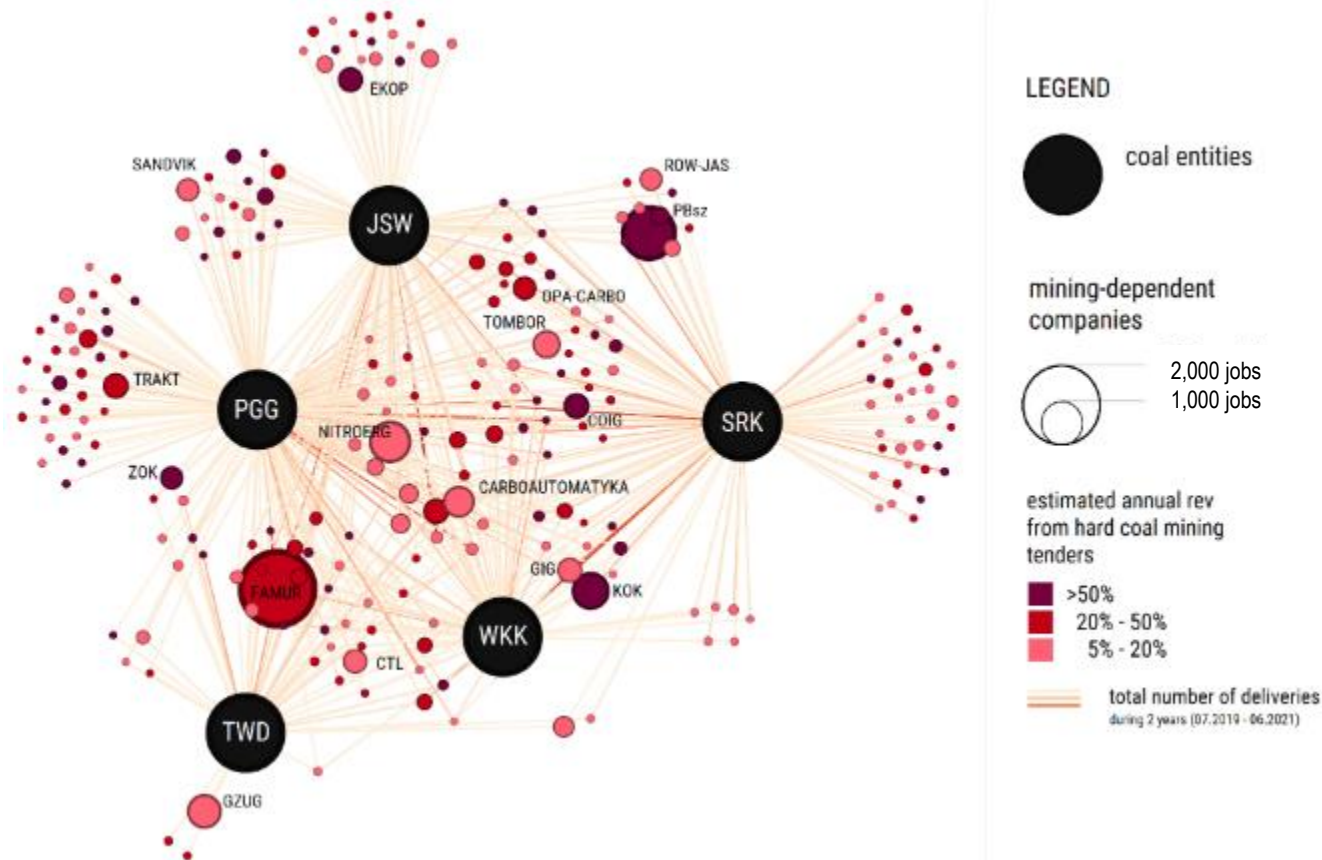 EKOP
SANDVIK
ROW-JAS
PBsz
JSW
OPA-CARBO
TOMBOR
TRAKT
PGG
SRK
CDIG
NITROERG
ZOK
CARBOAUTOMATYKA
GIG
KOK
FAMUR
WKK
CTL
TWD
GZUG
LEGEND
coal entities
mining-dependent
companies
2,000 jobs
1,000 jobs
estimated annual rev
from hard coal mining
tenders
>50%
20% - 50%
5% - 20%
total number of deliveries
during 2 years (07.2019 - 06.2021)